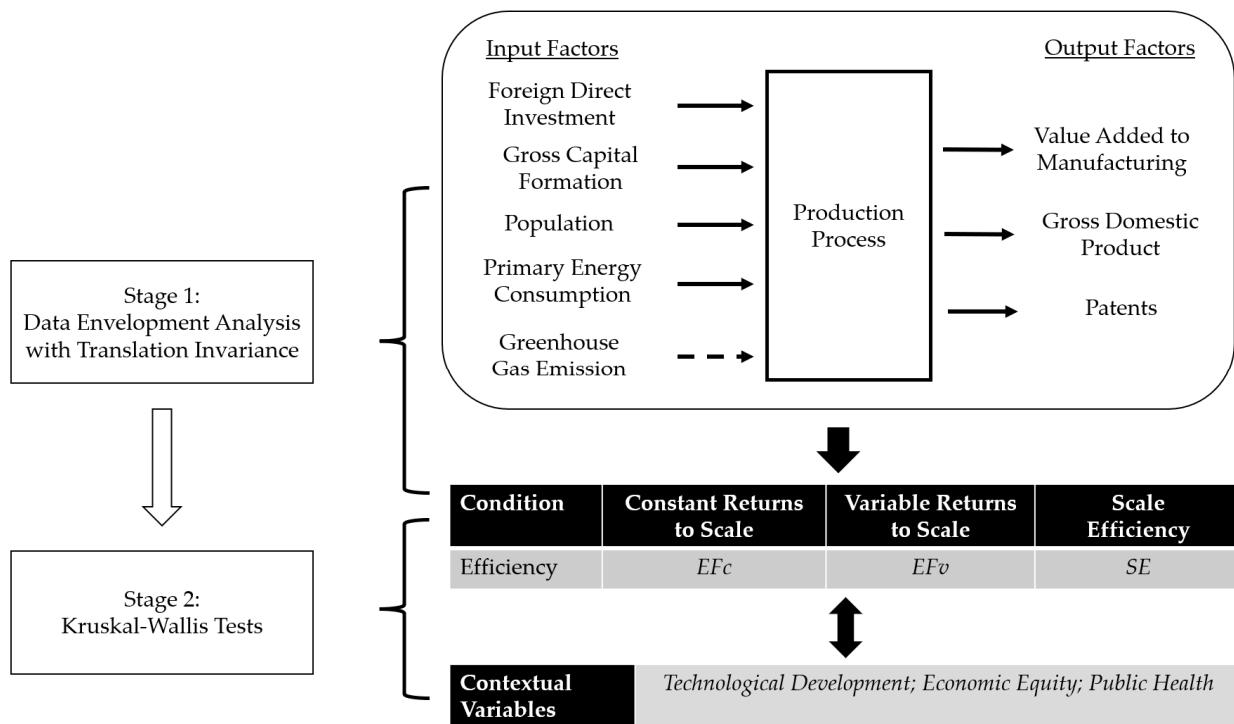 Input Factors
Output Factors
Foreign Direct
Investment
Gross Capital
Formation
Population
Primary Energy
Consumption
Greenhouse
Gas Emission
Production
Process
Value Added to
Manufacturing
Gross Domestic
Product
Patents
Stage 1:
Data Envelopment Analysis
with Translation Invariance
Condition
Constant Returns
to Scale
Variable Returns
to Scale
Scale
Efficiency
Efficiency
EFc
EFv
SE
Stage 2:
Kruskal-Wallis Tests
Contextual
Variables
Technological Development; Economic Equity; Public Health